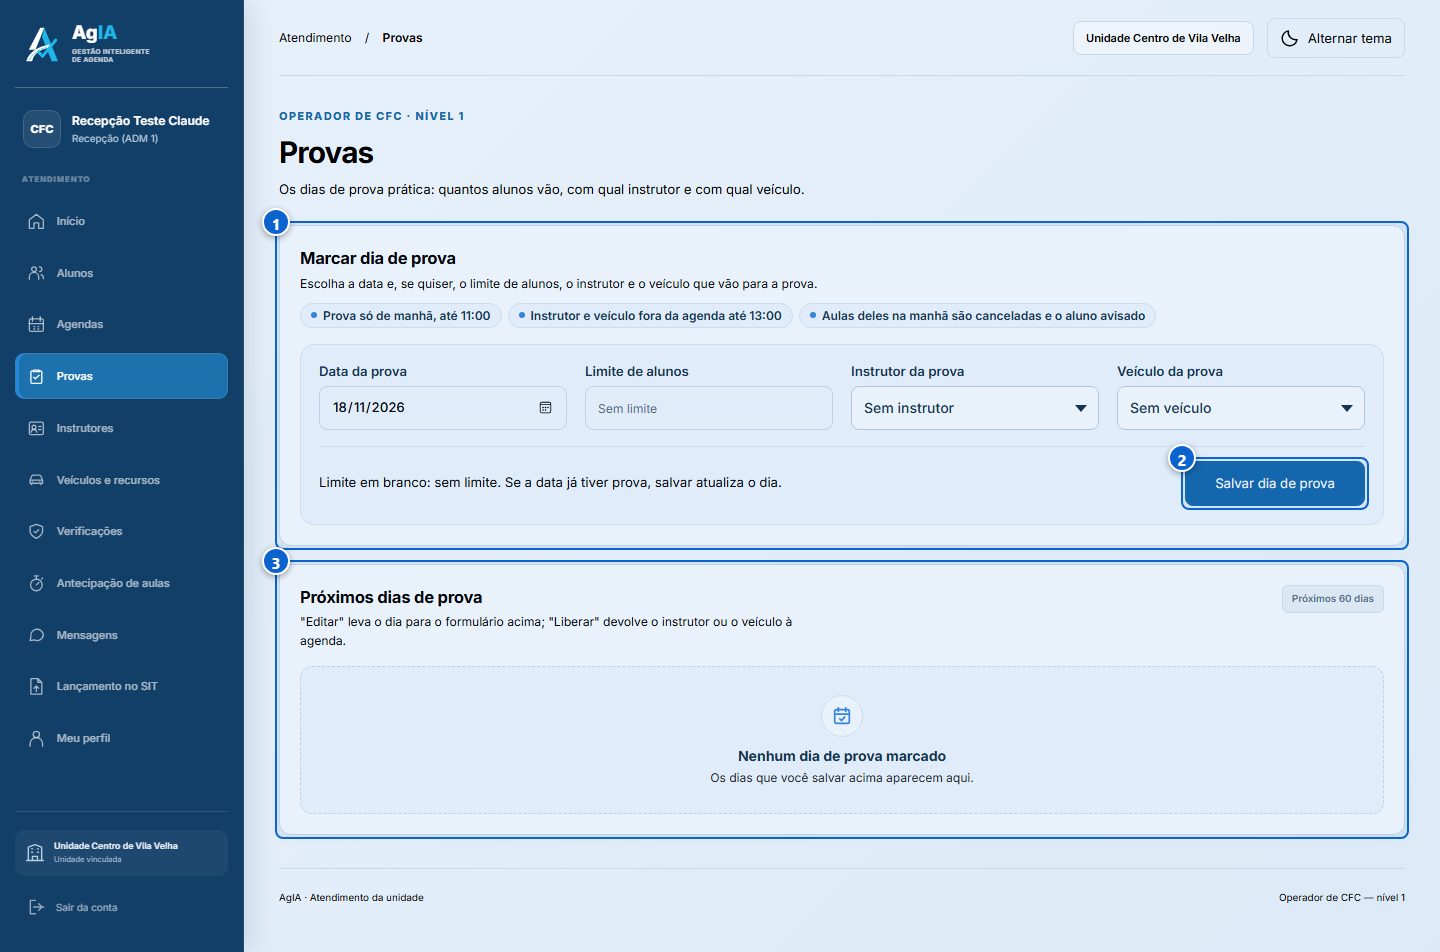 AgIA
GESTÃO INTELIGENTE
DE AGENDA
CFC
Recepção Teste Claude
Recepção (ADM 1)
ATENDIMENTO
Início
Alunos
Agendas
Provas
Instrutores
Veículos e recursos
Verificações
Antecipação de aulas
Mensagens
Lançamento no SIT
Meu perfil
Unidade Centro de Vila Velha
Unidade vinculada
Sair da conta
Atendimento / Provas
Unidade Centro de Vila Velha
Alternar tema
OPERADOR DE CFC · NÍVEL 1
Provas
Os dias de prova prática: quantos alunos vão, com qual instrutor e com qual veículo.
1
Marcar dia de prova
Escolha a data e, se quiser, o limite de alunos, o instrutor e o veículo que vão para a prova.
Prova só de manhã, até 11:00
Instrutor e veículo fora da agenda até 13:00
Aulas deles na manhã são canceladas e o aluno avisado
Data da prova
18/11/2026
Limite de alunos
Sem limite
Instrutor da prova
Sem instrutor
Veículo da prova
Sem veículo
Limite em branco: sem limite. Se a data já tiver prova, salvar atualiza o dia.
2
Salvar dia de prova
3
Próximos dias de prova
Próximos 60 dias
"Editar" leva o dia para o formulário acima; "Liberar" devolve o instrutor ou o veículo à
agenda.
Nenhum dia de prova marcado
Os dias que você salvar acima aparecem aqui.
AgIA · Atendimento da unidade
Operador de CFC — nível 1